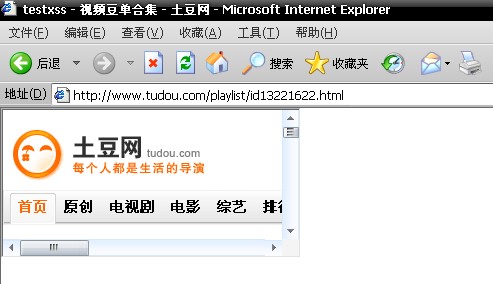 testxss - 视频豆单合集 - 土豆网 - Microsoft Internet Explorer
文件(F) 编辑(E) 查看(V) 收藏(A) 工具(T) 帮助(H)
后退 搜索 收藏夹
地址(D) http://www.tudou.com/playlist/id13221622.html
土豆网 tudou.com
每个人都是生活的导演
首页 原创 电视剧 电影 综艺 排